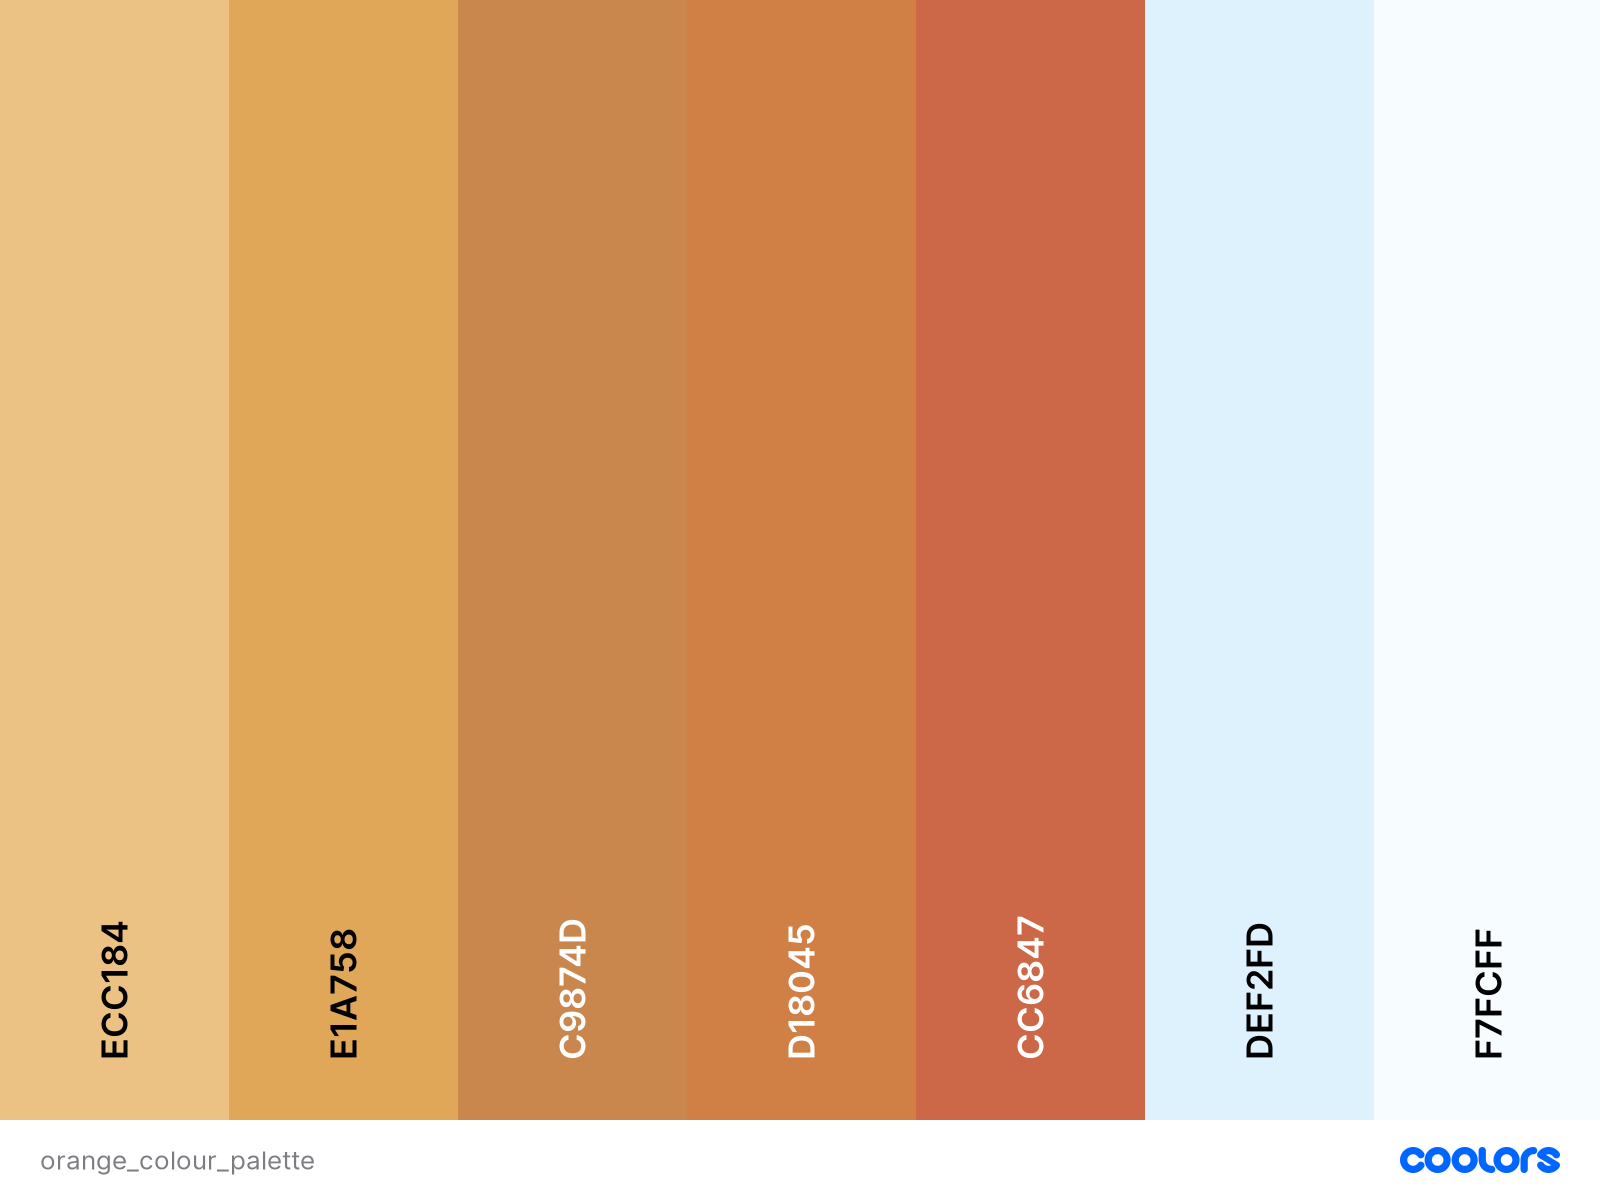 ECC184
E1A758
C9874D
D18045
CC6847
DEF2FD
F7FCFF
orange_colour_palette
coolors